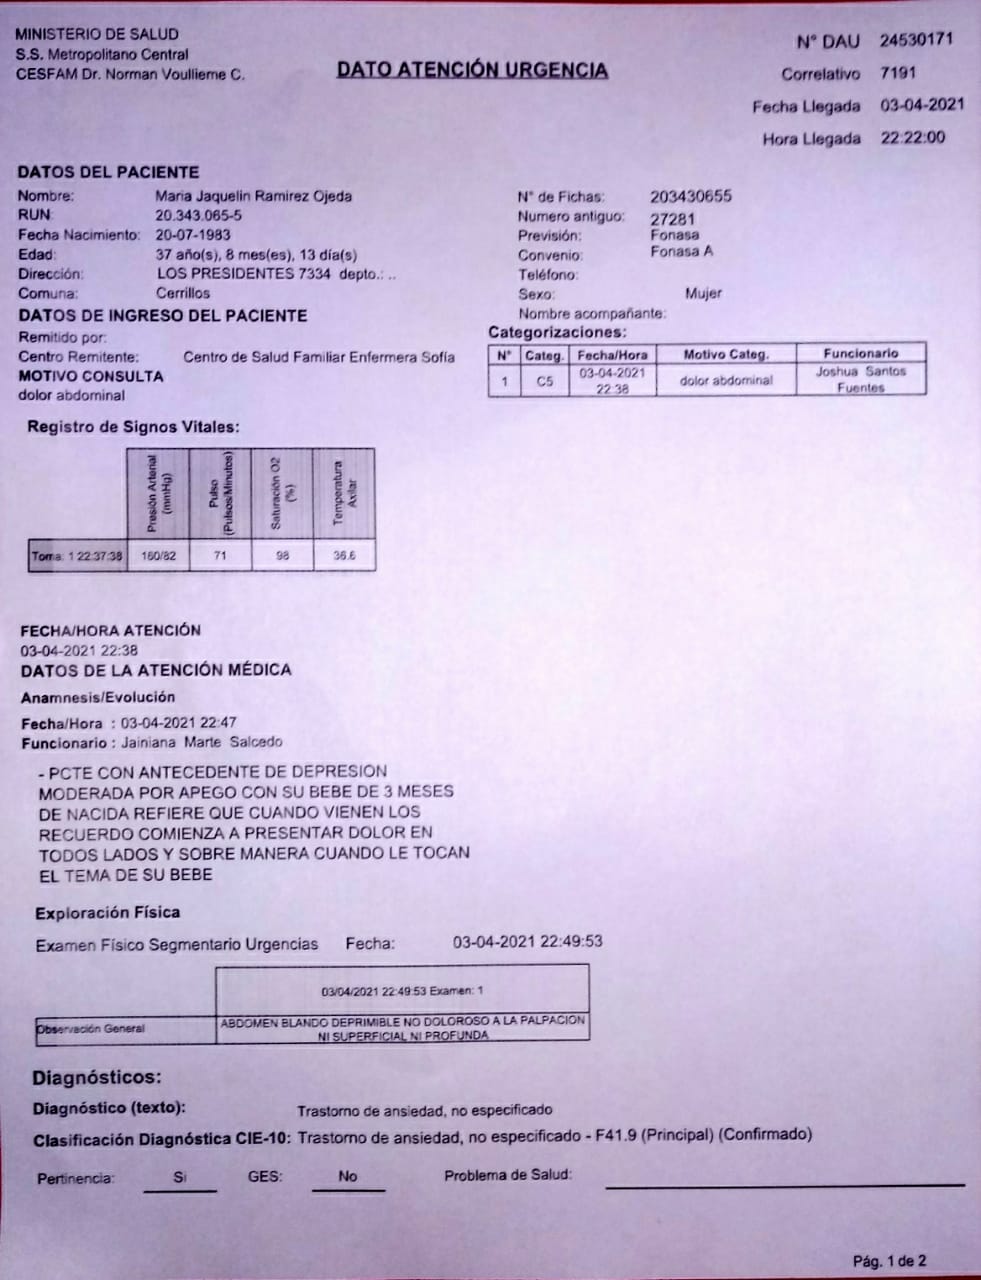 MINISTERIO DE SALUD
S.S. Metropolitano Central
CESFAM Dr. Norman Voullieme C.
DATO ATENCIÓN URGENCIA
N° DAU 24530171
Correlativo 7191
Fecha Llegada 03-04-2021
Hora Llegada 22:22:00
DATOS DEL PACIENTE
Nombre: Maria Jaquelin Ramirez Ojeda
RUN: 20.343.065-5
Fecha Nacimiento: 20-07-1983
Edad: 37 año(s), 8 mes(es), 13 día(s)
Dirección: LOS PRESIDENTES 7334 depto.: ..
Comuna: Cerrillos
N° de Fichas: 203430655
Numero antiguo: 27281
Previsión: Fonasa
Convenio: Fonasa A
Teléfono:
Sexo: Mujer
Nombre acompañante:
DATOS DE INGRESO DEL PACIENTE
Remitido por:
Centro Remitente: Centro de Salud Familiar Enfermera Sofía
MOTIVO CONSULTA
dolor abdominal
Categorizaciones:
N° Categ. Fecha/Hora Motivo Categ. Funcionario
1 C5 03-04-2021 22:38 dolor abdominal Joshua Santos Fuentes
Registro de Signos Vitales:
Presión Arterial (mmHg) Pulso (Pulsos/Minutos) Saturación O2 (%) Temperatura Axilar
Toma: 1 22:37:38 160/82 71 98 36.6
FECHA/HORA ATENCIÓN
03-04-2021 22:38
DATOS DE LA ATENCIÓN MÉDICA
Anamnesis/Evolución
Fecha/Hora : 03-04-2021 22:47
Funcionario : Jainiana Marte Salcedo
- PCTE CON ANTECEDENTE DE DEPRESION
MODERADA POR APEGO CON SU BEBE DE 3 MESES
DE NACIDA REFIERE QUE CUANDO VIENEN LOS
RECUERDO COMIENZA A PRESENTAR DOLOR EN
TODOS LADOS Y SOBRE MANERA CUANDO LE TOCAN
EL TEMA DE SU BEBE
Exploración Física
Examen Físico Segmentario Urgencias Fecha: 03-04-2021 22:49:53
03/04/2021 22:49:53 Examen: 1
Observación General ABDOMEN BLANDO DEPRIMIBLE NO DOLOROSO A LA PALPACION
NI SUPERFICIAL NI PROFUNDA
Diagnósticos:
Diagnóstico (texto): Trastorno de ansiedad, no especificado
Clasificación Diagnóstica CIE-10: Trastorno de ansiedad, no especificado - F41.9 (Principal) (Confirmado)
Pertinencia: Si GES: No Problema de Salud:
Pág. 1 de 2